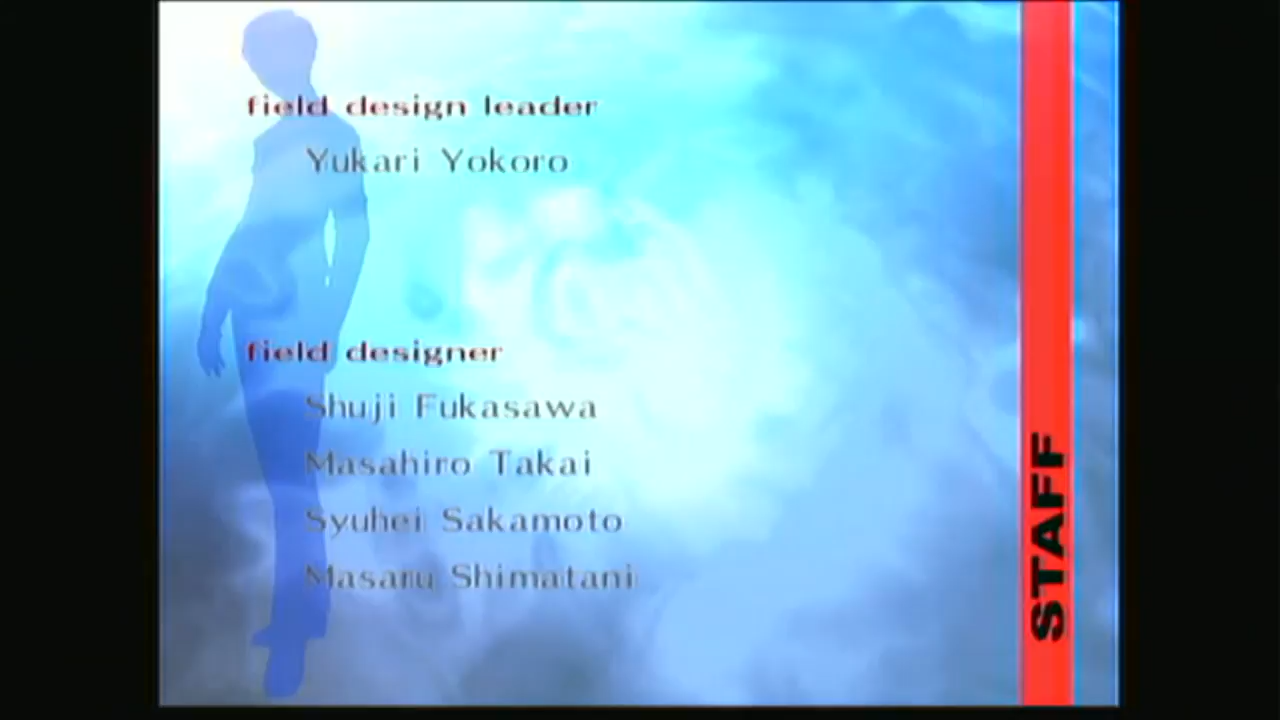 field design leader
Yukari Yokoro
field designer
Shuji Fukasawa
Masahiro Takai
Syuhei Sakamoto
Masaru Shimatani
STAFF